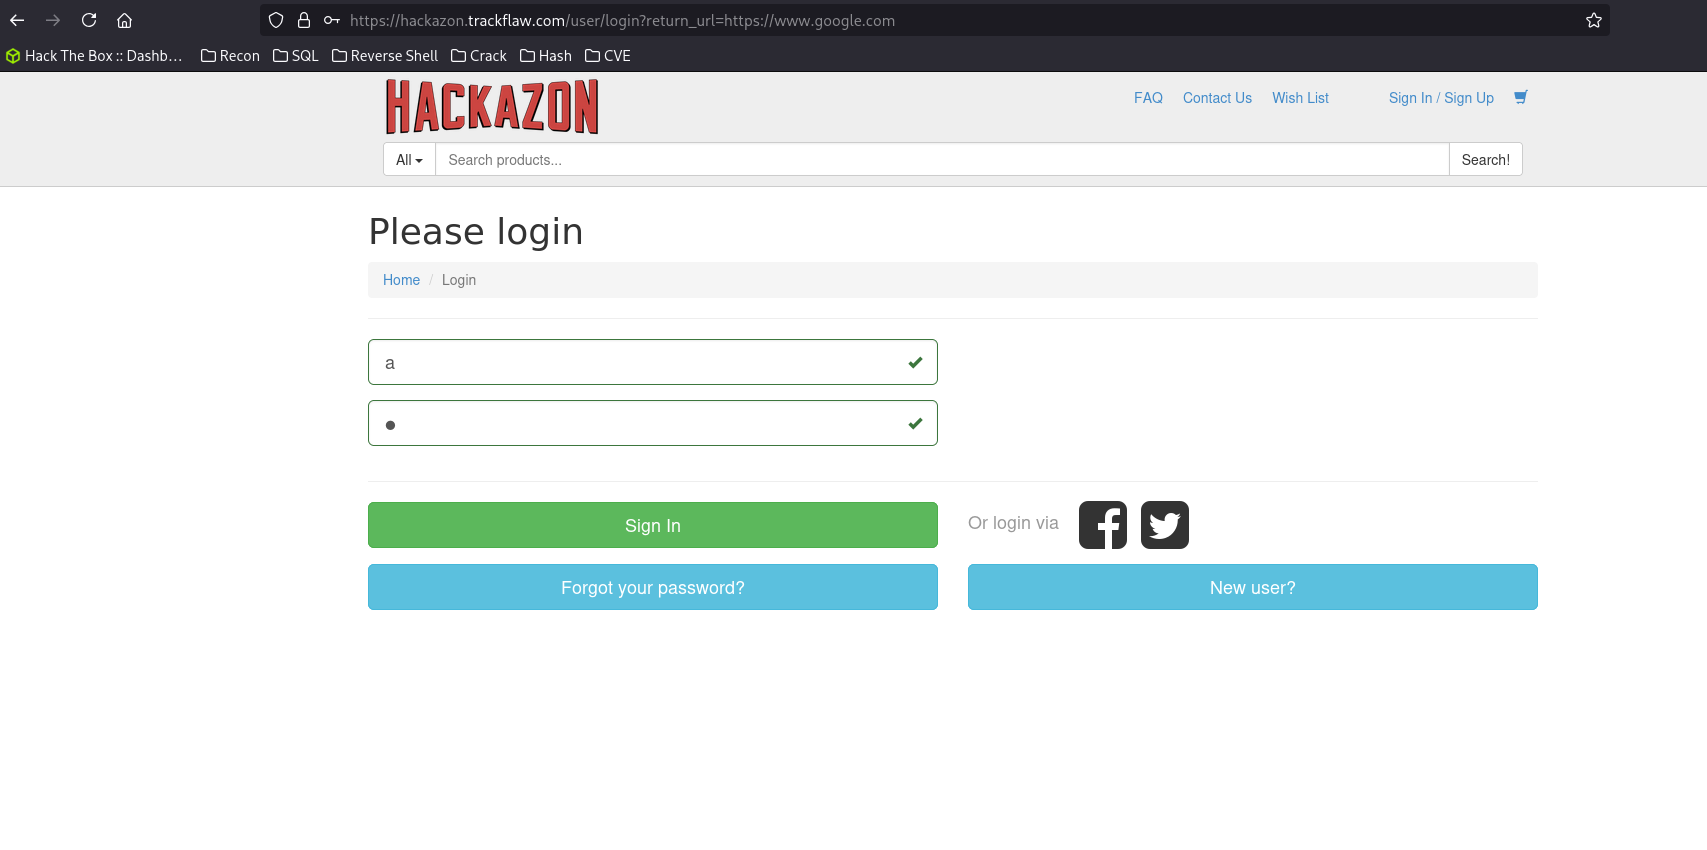 https://hackazon.trackflaw.com/user/login?return_url=https://www.google.com
Hack The Box :: Dashb… Recon SQL Reverse Shell Crack Hash CVE
HACKAZON
FAQ Contact Us Wish List Sign In / Sign Up
All Search products... Search!
Please login
Home / Login
a
●
Sign In
Or login via
Forgot your password?
New user?